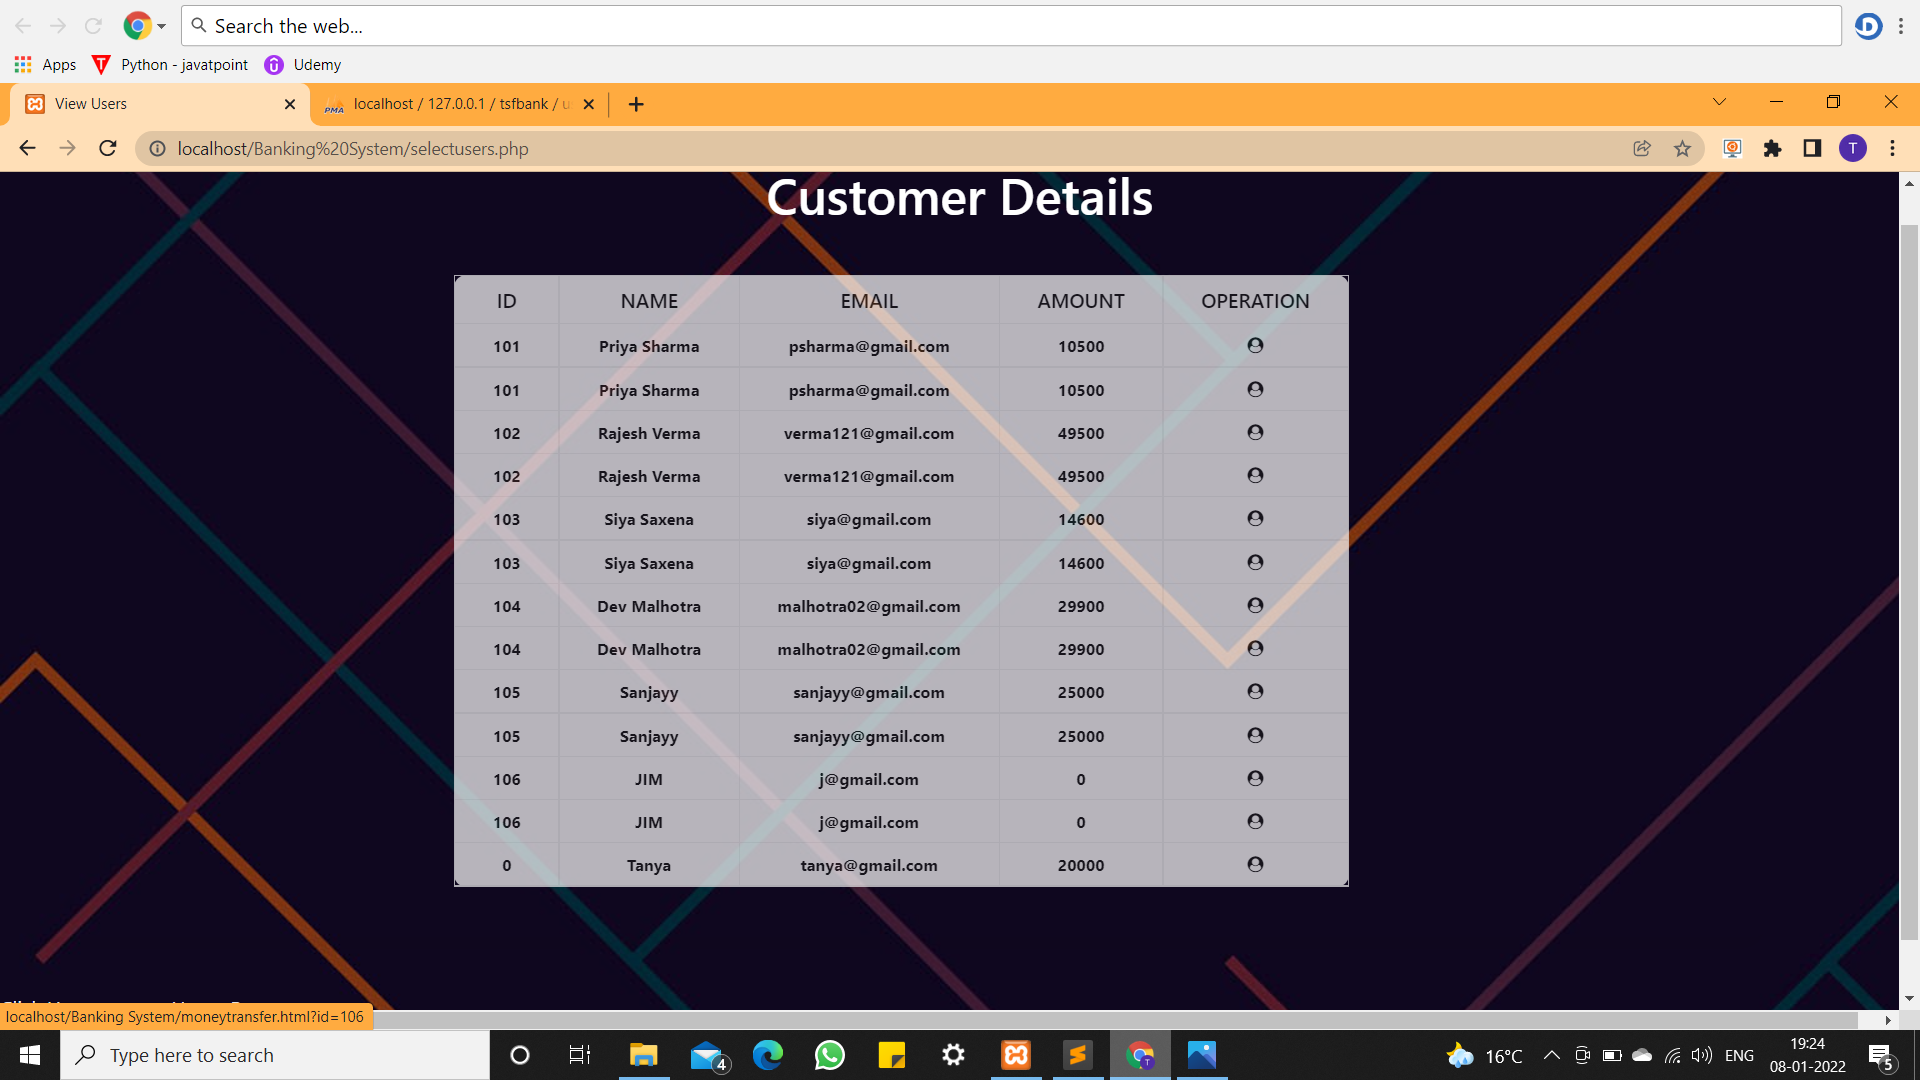 Search the web...
Apps Python - javatpoint Udemy
View Users localhost / 127.0.0.1 / tsfbank / u
localhost/Banking%20System/selectusers.php T
Customer Details
ID NAME EMAIL AMOUNT OPERATION
101 Priya Sharma psharma@gmail.com 10500
101 Priya Sharma psharma@gmail.com 10500
102 Rajesh Verma verma121@gmail.com 49500
102 Rajesh Verma verma121@gmail.com 49500
103 Siya Saxena siya@gmail.com 14600
103 Siya Saxena siya@gmail.com 14600
104 Dev Malhotra malhotra02@gmail.com 29900
104 Dev Malhotra malhotra02@gmail.com 29900
105 Sanjayy sanjayy@gmail.com 25000
105 Sanjayy sanjayy@gmail.com 25000
106 JIM j@gmail.com 0
106 JIM j@gmail.com 0
0 Tanya tanya@gmail.com 20000
localhost/Banking System/moneytransfer.html?id=106
Type here to search 4 16°C ENG 19:24
08-01-2022 5